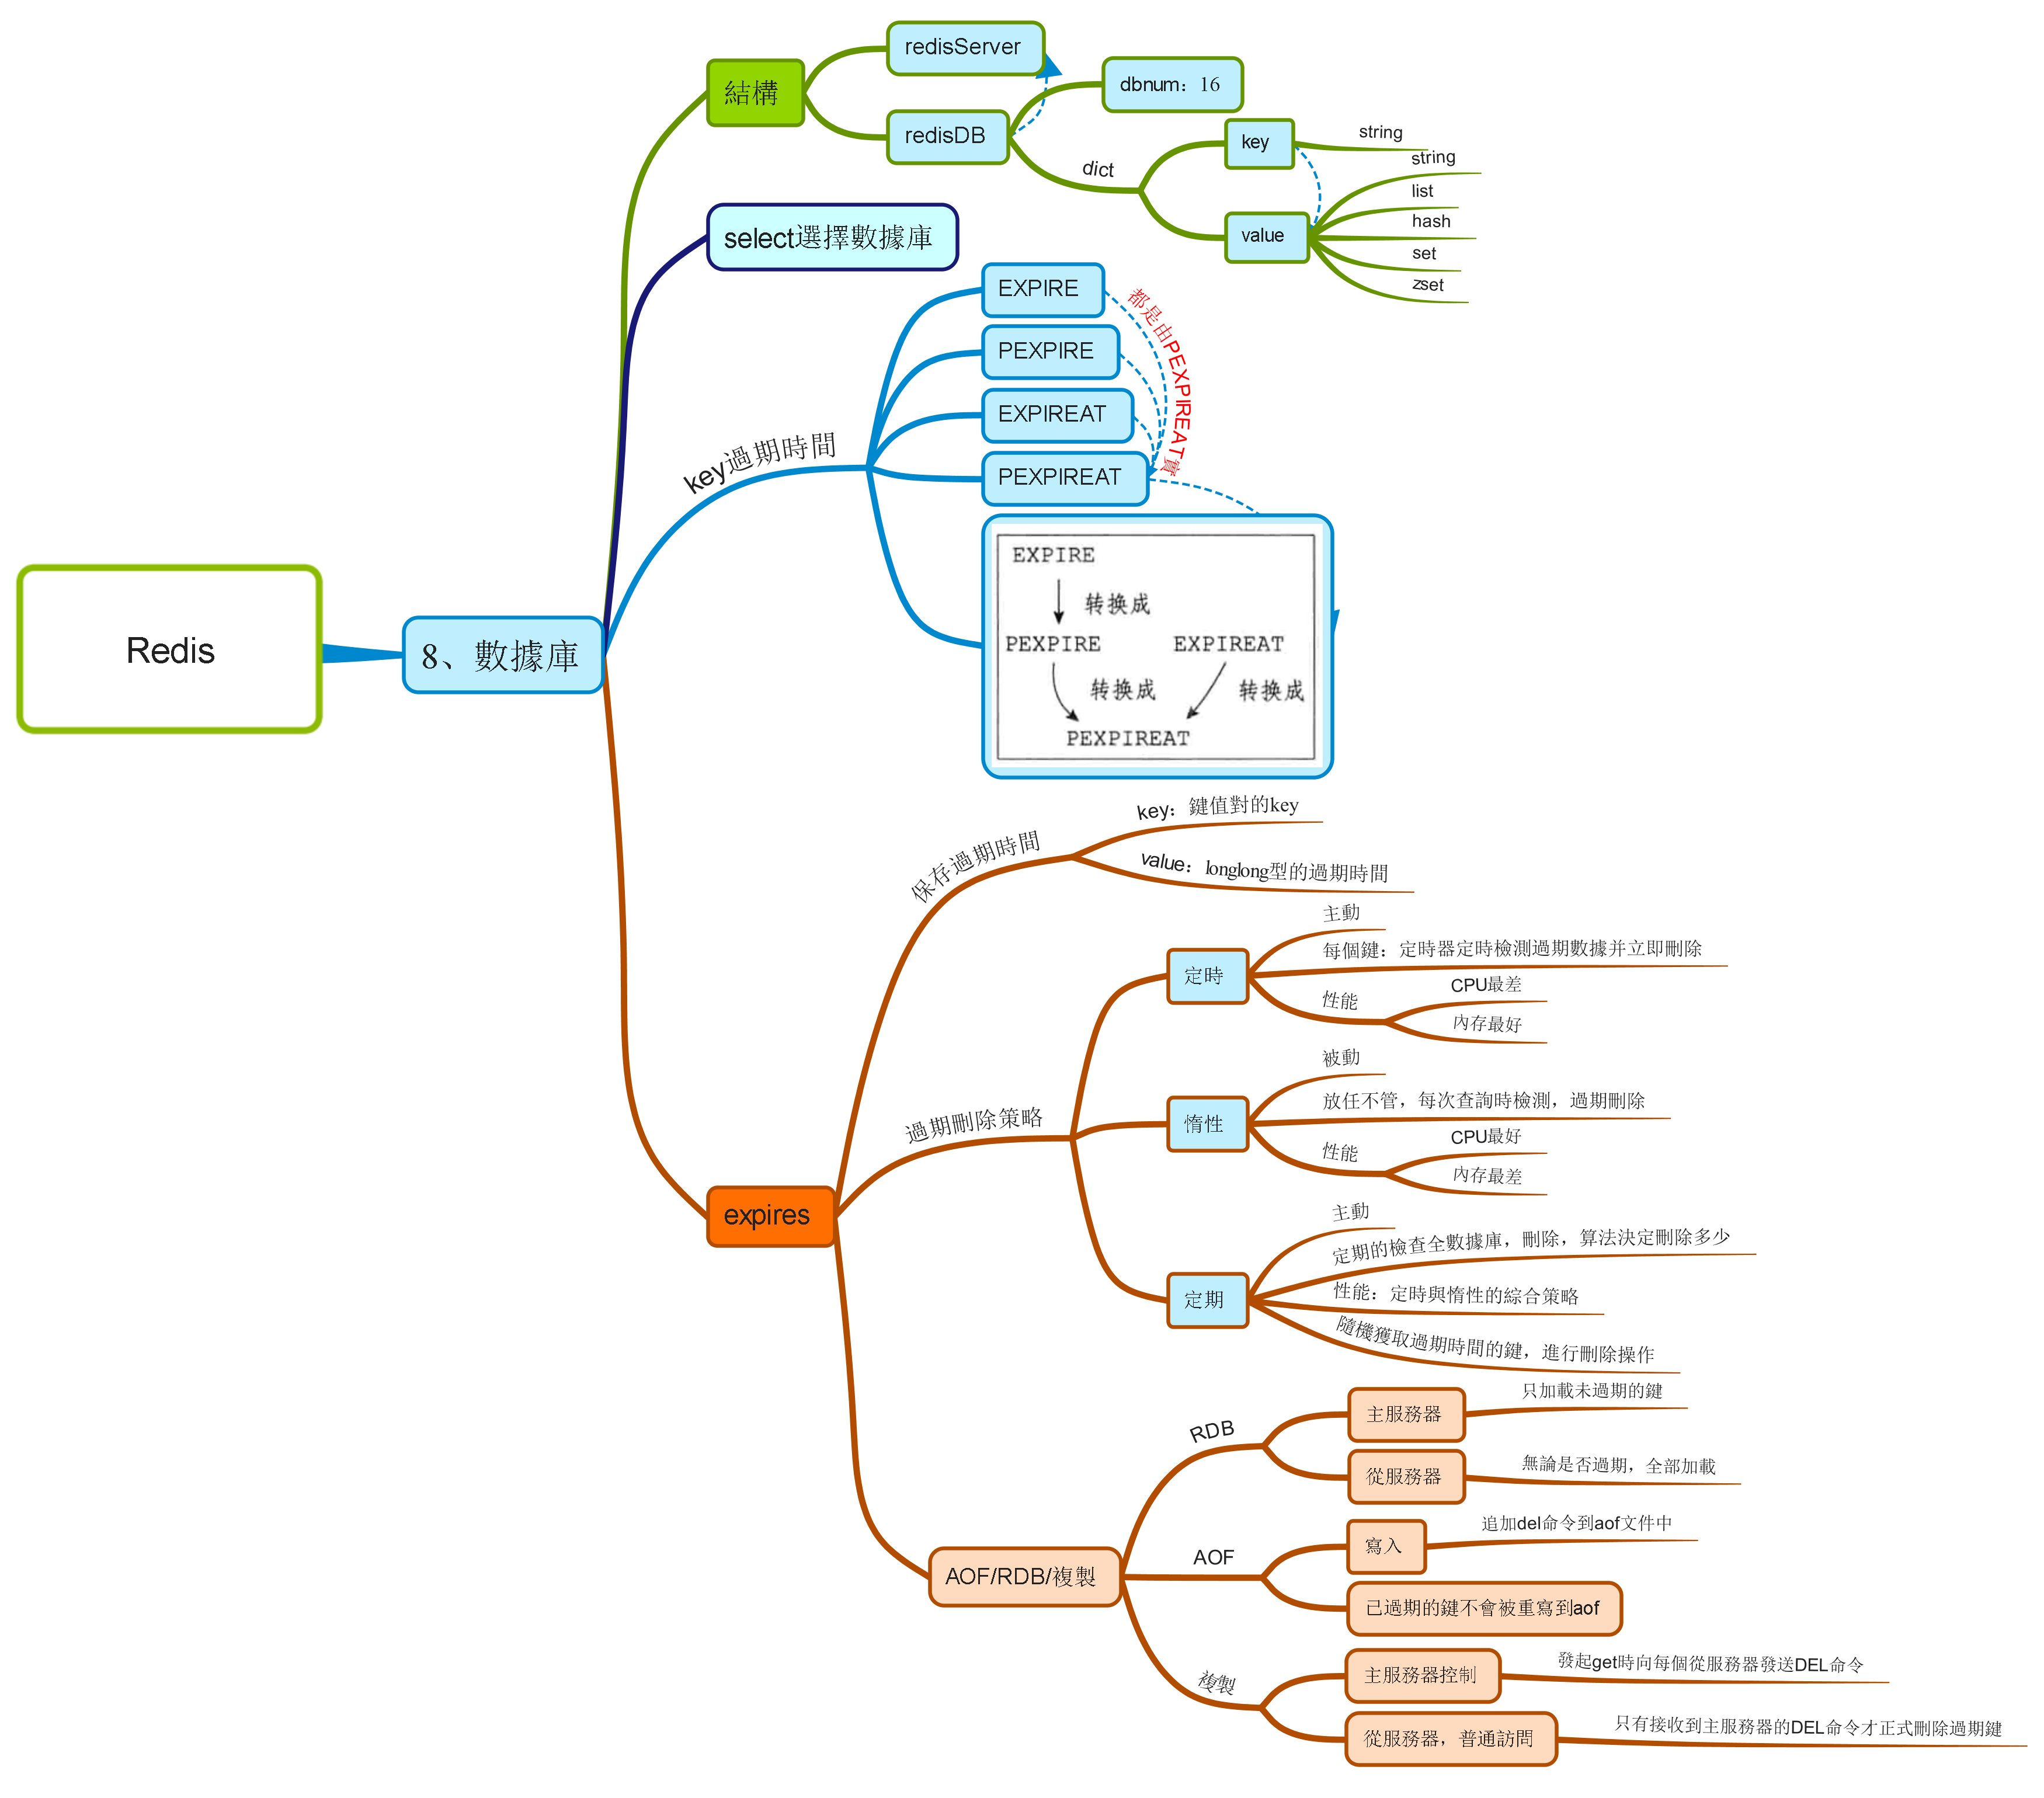 Redis
8、數據庫
結構
redisServer
redisDB
dbnum：16
dict
key
string
value
string
list
hash
set
zset
select選擇數據庫
key過期時間
EXPIRE
PEXPIRE
EXPIREAT
PEXPIREAT
都是由PEXPIREAT實
EXPIRE
转换成
PEXPIRE
EXPIREAT
转换成
转换成
PEXPIREAT
expires
保存過期時間
key：鍵值對的key
value：longlong型的過期時間
過期刪除策略
定時
主動
每個鍵：定時器定時檢測過期數據并立即刪除
性能
CPU最差
內存最好
惰性
被動
放任不管，每次查詢時檢測，過期刪除
性能
CPU最好
內存最差
定期
主動
定期的檢查全數據庫，刪除，算法決定刪除多少
性能：定時與惰性的綜合策略
隨機獲取過期時間的鍵，進行刪除操作
AOF/RDB/複製
RDB
主服務器
只加載未過期的鍵
從服務器
無論是否過期，全部加載
AOF
寫入
追加del命令到aof文件中
已過期的鍵不會被重寫到aof
複製
主服務器控制
發起get時向每個從服務器發送DEL命令
從服務器，普通訪問
只有接收到主服務器的DEL命令才正式刪除過期鍵